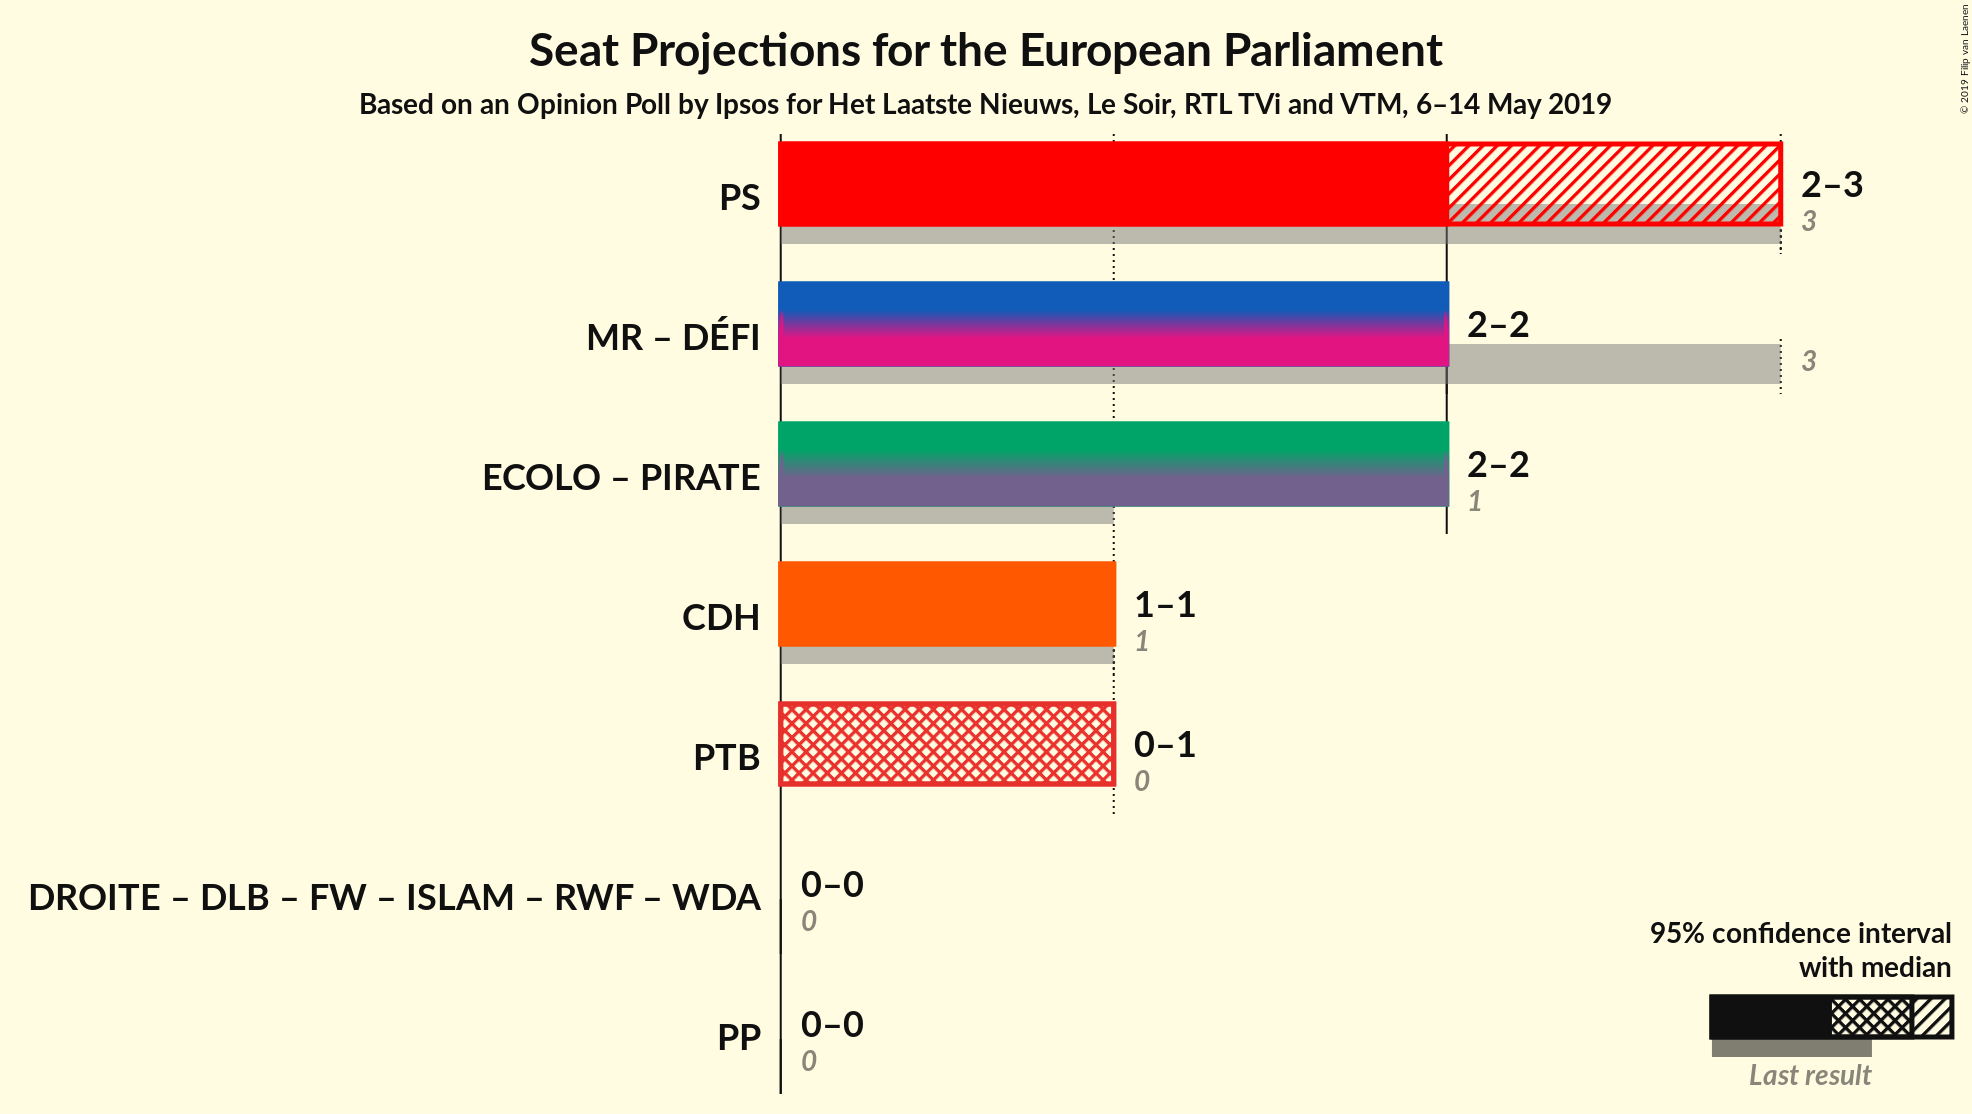 Seat Projections for the European Parliament
Based on an Opinion Poll by Ipsos for Het Laatste Nieuws, Le Soir, RTL TVi and VTM, 6–14 May 2019
© 2019 Filip van Laenen
PS
2–3
3
MR – DÉFI
2–2
3
ECOLO – PIRATE
2–2
1
CDH
1–1
1
PTB
0–1
0
DROITE – DLB – FW – ISLAM – RWF – WDA
0–0
0
PP
0–0
0
95% confidence interval
with median
Last result